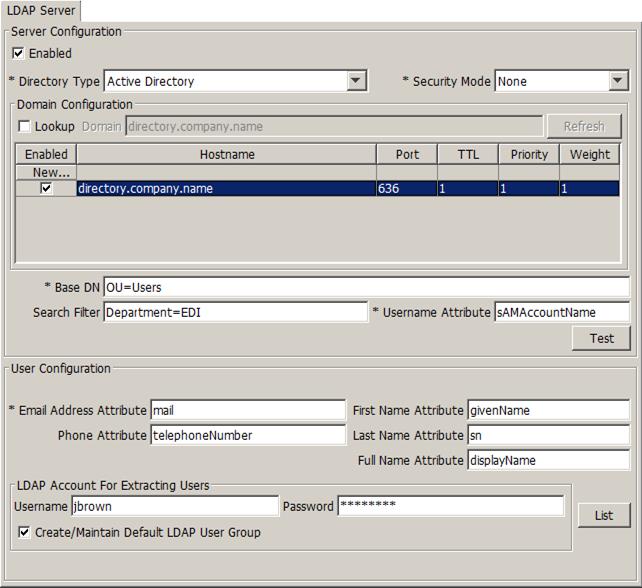 LDAP Server
Server Configuration
Enabled
* Directory Type Active Directory * Security Mode None
Domain Configuration
Lookup Domain directory.company.name Refresh
Enabled Hostname Port TTL Priority Weight
New...
directory.company.name 636 1 1 1
* Base DN OU=Users
Search Filter Department=EDI * Username Attribute sAMAccountName
Test
User Configuration
* Email Address Attribute mail First Name Attribute givenName
Phone Attribute telephoneNumber Last Name Attribute sn
Full Name Attribute displayName
LDAP Account For Extracting Users
Username jbrown Password ********
List
Create/Maintain Default LDAP User Group